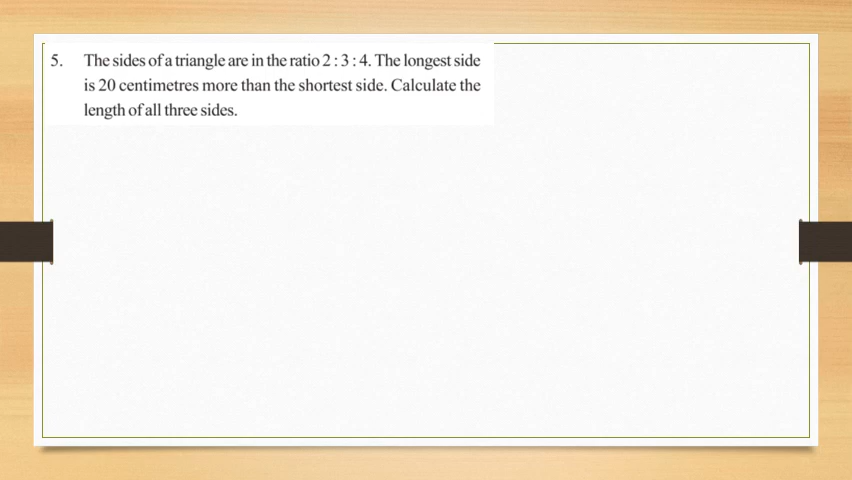 5. The sides of a triangle are in the ratio 2 : 3 : 4. The longest side
is 20 centimetres more than the shortest side. Calculate the
length of all three sides.